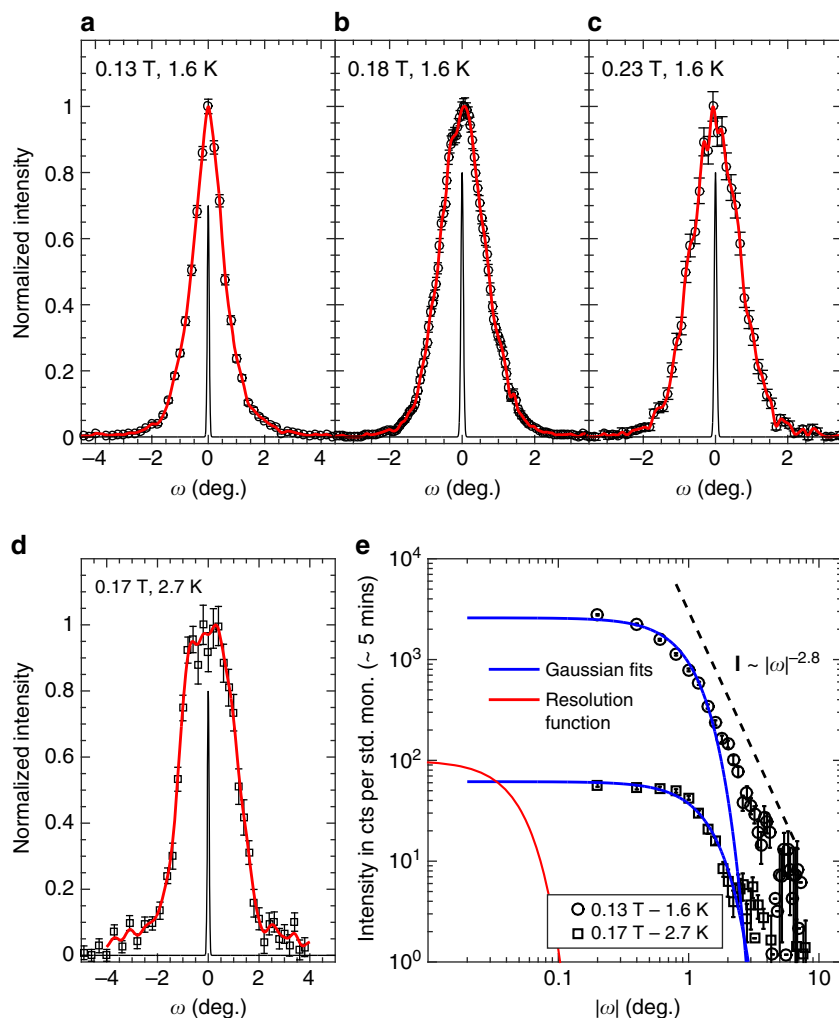 a
b
c
0.13 T, 1.6 K
0.18 T, 1.6 K
0.23 T, 1.6 K
Normalized intensity
1
0.8
0.6
0.4
0.2
0
−4 −2 0 2 4
−2 0 2
−2 0 2
ω (deg.)
ω (deg.)
ω (deg.)
d
0.17 T, 2.7 K
Normalized intensity
1
0.8
0.6
0.4
0.2
0
−4 −2 0 2 4
ω (deg.)
e
Intensity in cts per std. mon. (~ 5 mins)
10⁴
10³
10²
10¹
10⁰
I ~ |ω|⁻²·⁸
Gaussian fits
Resolution
function
0.13 T – 1.6 K
0.17 T – 2.7 K
0.1 1 10
|ω| (deg.)